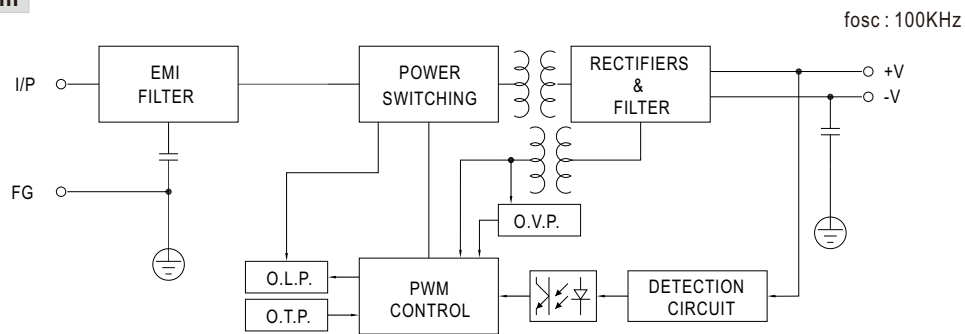 fosc : 100KHz
I/P
EMI
FILTER
POWER
SWITCHING
RECTIFIERS
&
FILTER
+V
-V
FG
O.V.P.
O.L.P.
O.T.P.
PWM
CONTROL
DETECTION
CIRCUIT